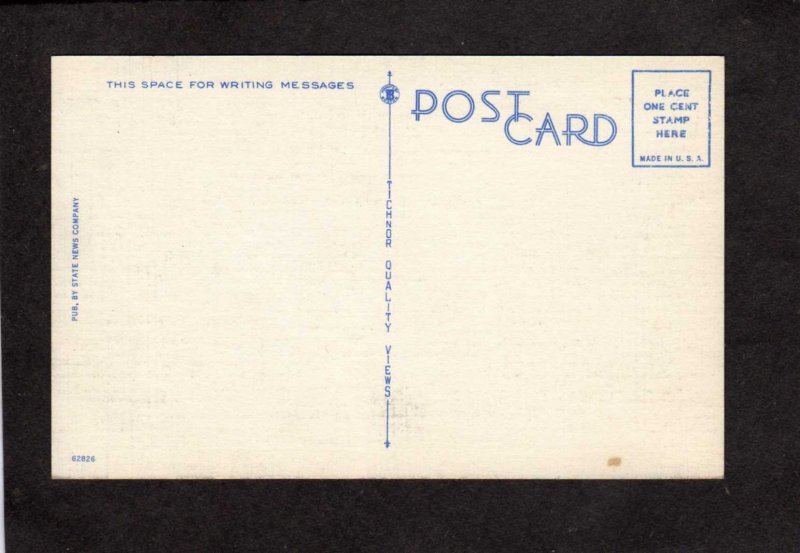 THIS SPACE FOR WRITING MESSAGES
POST
CARD
PLACE
ONE CENT
STAMP
HERE
MADE IN U. S. A.
PUB. BY STATE NEWS COMPANY
TICHNOR QUALITY VIEWS
62826